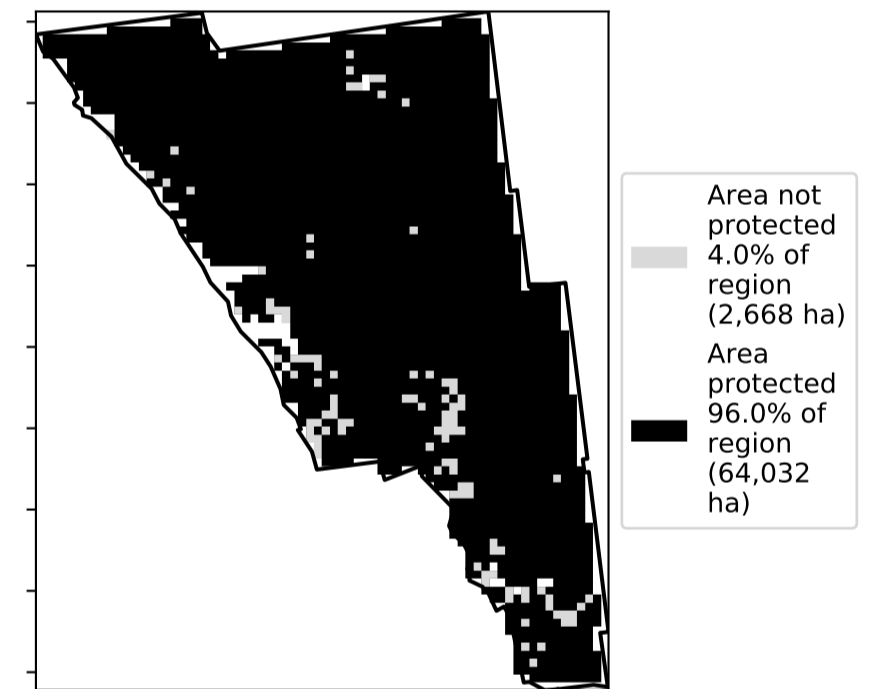 Area not
protected
4.0% of
region
(2,668 ha)
Area
protected
96.0% of
region
(64,032
ha)